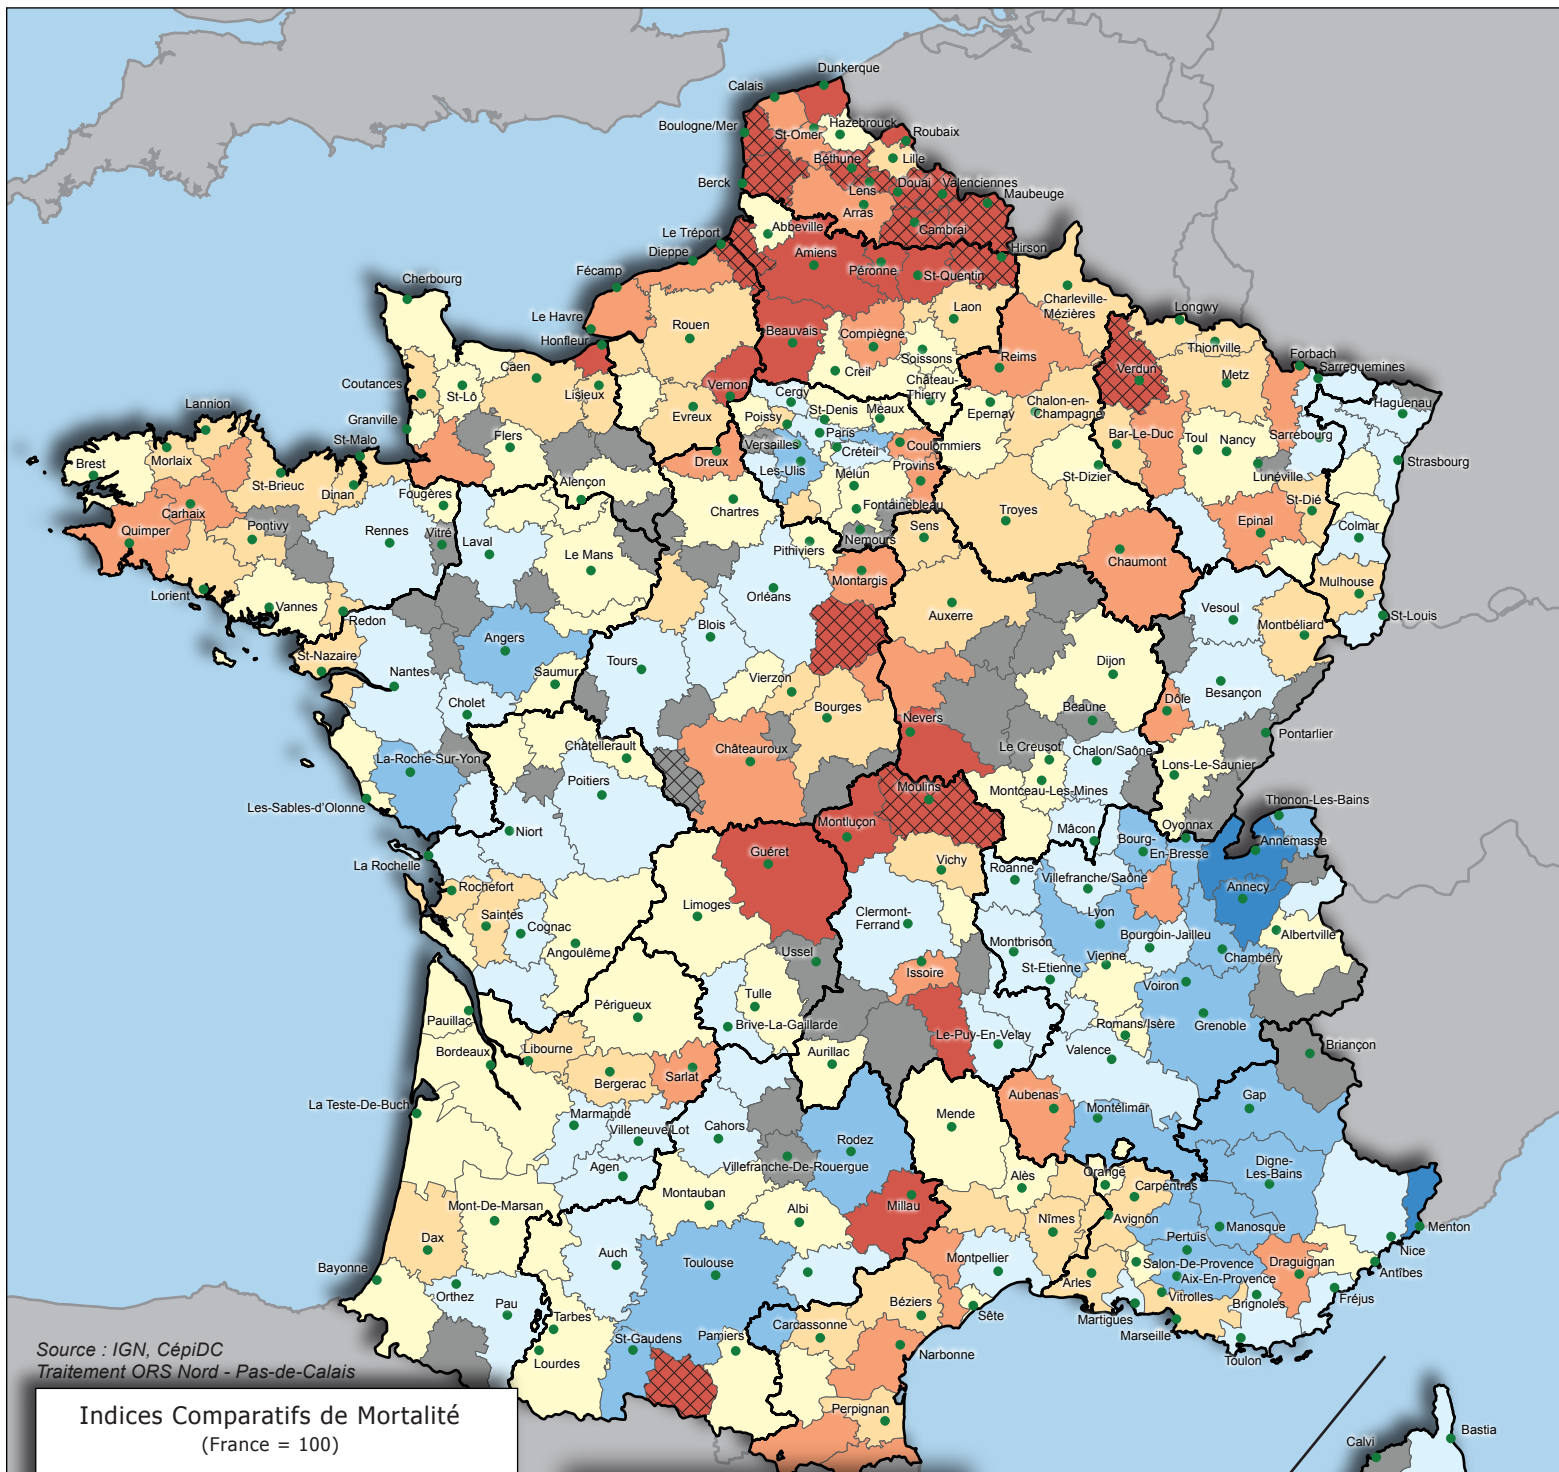 Dunkerque
Calais
Hazebrouck
Boulogne/Mer
St-Omer
Roubaix
Béthune
Lille
Berck
Lens
Douai
Valenciennes
Maubeuge
Arras
Cambrai
Abbeville
Le Tréport
Hirson
Dieppe
Amiens
Péronne
St-Quentin
Fécamp
Cherbourg
Charleville-
Mézières
Laon
Longwy
Le Havre
Rouen
Honfleur
Beauvais
Compiègne
Soissons
Reims
Thionville
Forbach
Sarreguemines
Caen
Creil
Château-
Thierry
Verdun
Metz
Coutances
St-Lô
Lisieux
Vernon
Evreux
Cergy
Epernay
Chalon-en-
Champagne
Haguenau
Lannion
Granville
Poissy
St-Denis
Meaux
Bar-Le-Duc
Toul
Nancy
Sarrebourg
St-Malo
Flers
Versailles
Paris
Coulommiers
Brest
Morlaix
Dreux
Les-Ulis
Créteil
Provins
Strasbourg
St-Brieuc
Dinan
Fougères
Alençon
Melun
St-Dizier
Lunéville
St-Dié
Carhaix
Chartres
Fontainebleau
Troyes
Quimper
Pontivy
Rennes
Vitré
Laval
Le Mans
Nemours
Sens
Epinal
Colmar
Pithiviers
Chaumont
Montargis
Mulhouse
Lorient
Vannes
Orléans
Auxerre
Vesoul
St-Louis
Redon
Angers
Blois
Montbéliard
St-Nazaire
Saumur
Tours
Dijon
Nantes
Vierzon
Besançon
Cholet
Bourges
Nevers
Beaune
Dôle
Pontarlier
Châtellerault
Châteauroux
Le Creusot
Chalon/Saône
La-Roche-Sur-Yon
Poitiers
Lons-Le-Saunier
Moulins
Montceau-Les-Mines
Les-Sables-d'Olonne
Thonon-Les-Bains
Montluçon
Niort
Mâcon
Bourg-
En-Bresse
Oyonnax
Annemasse
La Rochelle
Guéret
Vichy
Roanne
Villefranche/Saône
Annecy
Rochefort
Saintes
Limoges
Clermont-
Ferrand
Lyon
Cognac
Bourgoin-Jailleu
Albertville
Angoulême
Ussel
Montbrison
Vienne
Chambéry
Issoire
St-Etienne
Voiron
Tulle
Périgueux
Grenoble
Pauillac
Brive-La-Gaillarde
Le-Puy-En-Velay
Romans/Isère
Bordeaux
Libourne
Aurillac
Valence
Briançon
Bergerac
Sarlat
La Teste-De-Buch
Marmande
Mende
Aubenas
Montélimar
Gap
Villeneuve/Lot
Cahors
Rodez
Agen
Villefranche-De-Rouergue
Digne-
Les-Bains
Alès
Orange
Carpentras
Montauban
Mont-De-Marsan
Albi
Millau
Nîmes
Avignon
Manosque
Menton
Dax
Pertuis
Nice
Auch
Toulouse
Montpellier
Salon-De-Provence
Draguignan
Antîbes
Bayonne
Arles
Aix-En-Provence
Orthez
Pau
Vitrolles
Brignoles
Fréjus
Tarbes
Béziers
Sête
Martigues
Marseille
St-Gaudens
Pamiers
Carcassonne
Narbonne
Toulon
Lourdes
Source : IGN, CépiDC
Traitement ORS Nord - Pas-de-Calais
Perpignan
Indices Comparatifs de Mortalité
(France = 100)
Bastia
Calvi